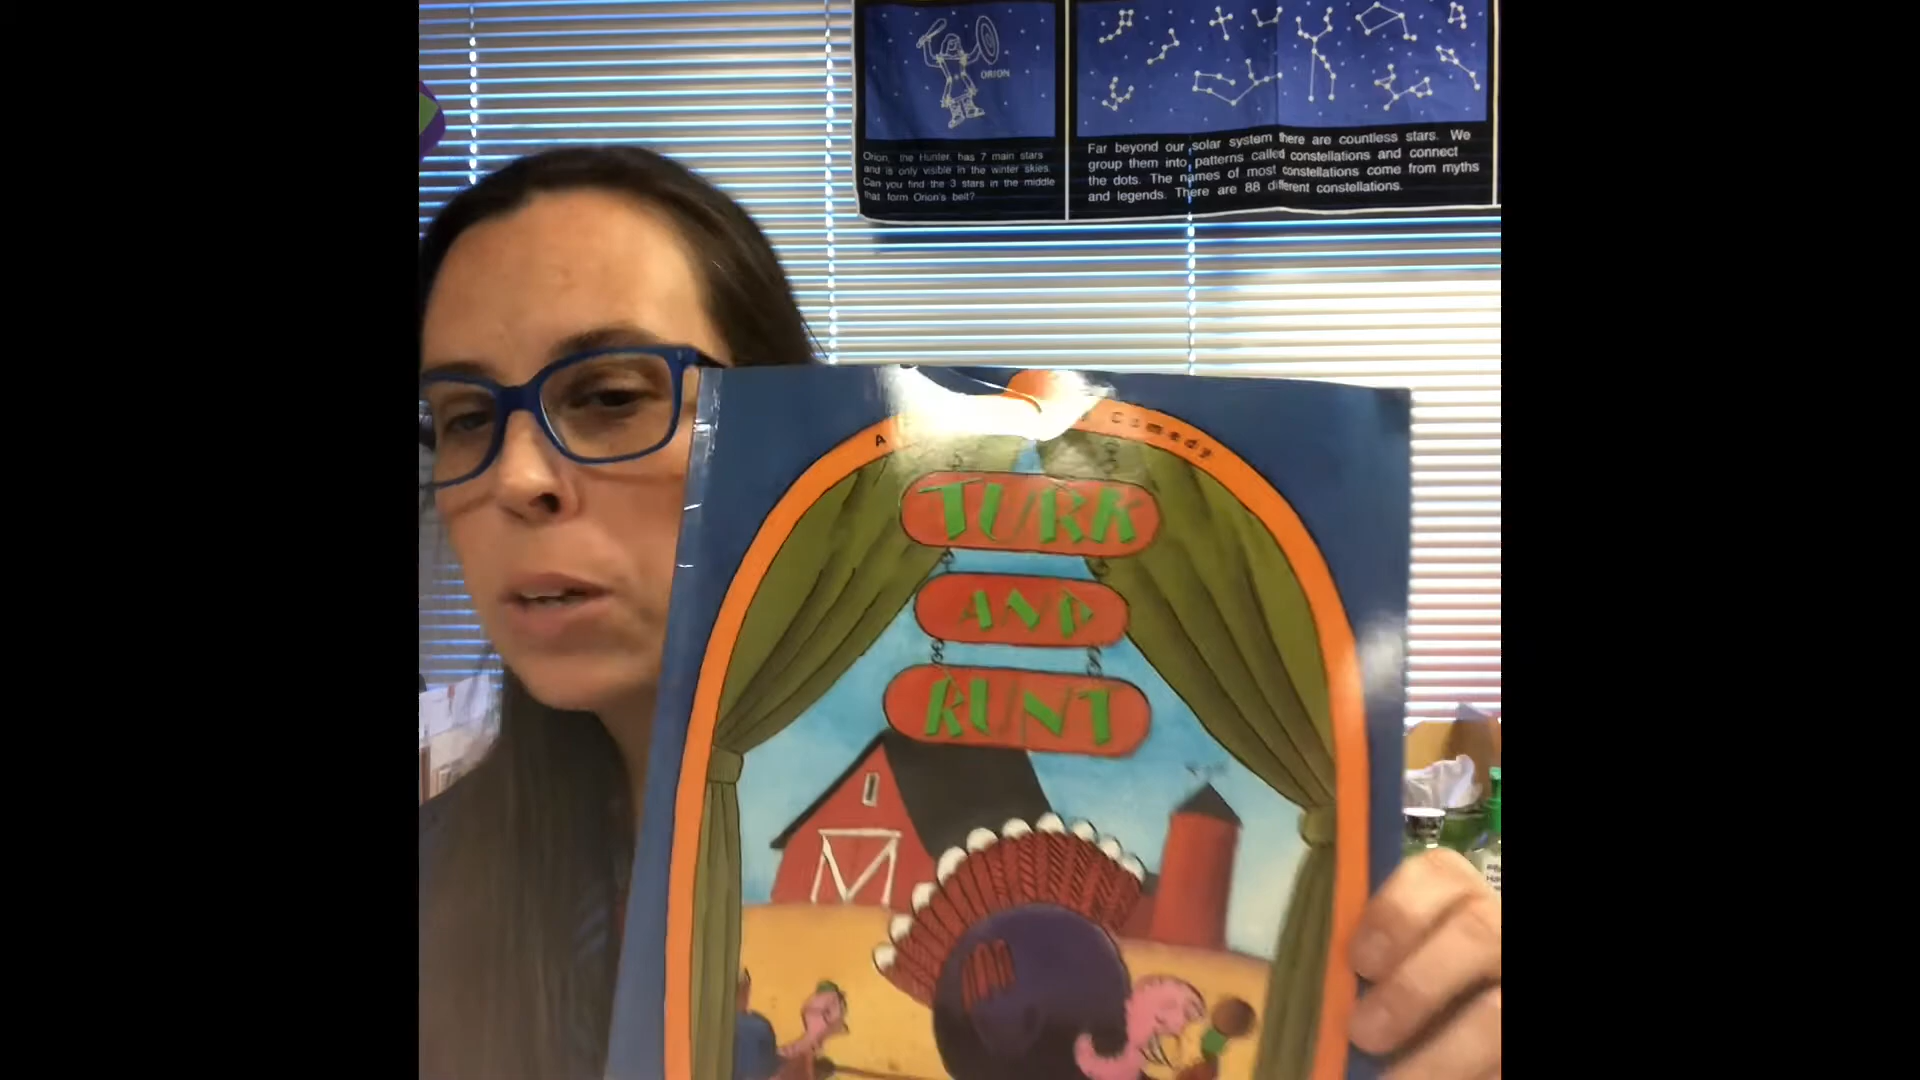 ORION
Orion, the Hunter, has 7 main stars
and is only visible in the winter skies.
Can you find the 3 stars in the middle
that form Orion's belt?
Far beyond our solar system there are countless stars. We
group them into patterns called constellations and connect
the dots. The names of most constellations come from myths
and legends. There are 88 different constellations.
A Comedy
TURK
AND
RUNT